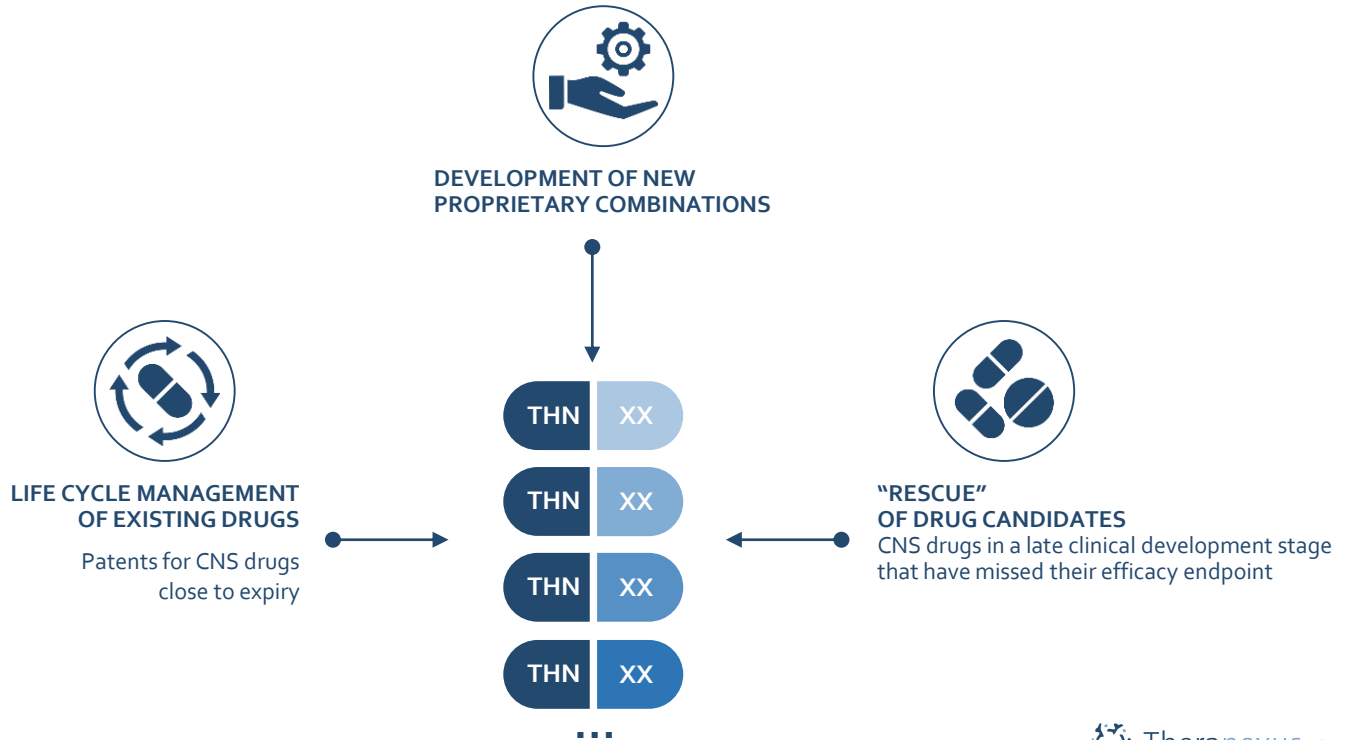 DEVELOPMENT OF NEW
PROPRIETARY COMBINATIONS
LIFE CYCLE MANAGEMENT
OF EXISTING DRUGS
Patents for CNS drugs
close to expiry
THN XX
THN XX
THN XX
THN XX
"RESCUE"
OF DRUG CANDIDATES
CNS drugs in a late clinical development stage
that have missed their efficacy endpoint